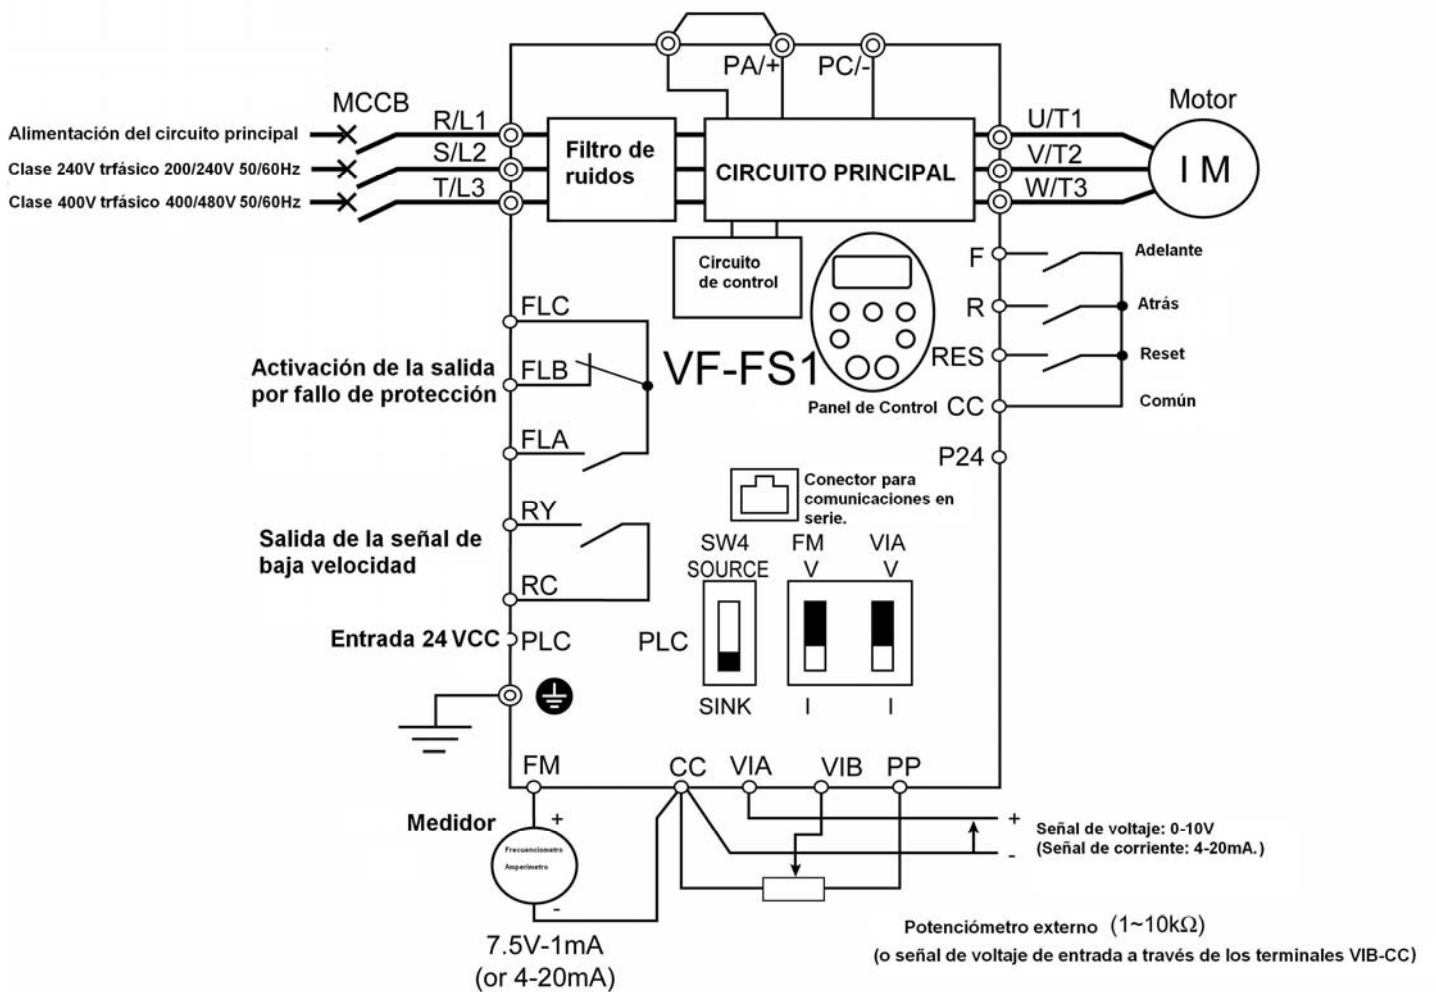 PA/+
PC/-
MCCB
Motor
R/L1
U/T1
Alimentación del circuito principal
S/L2
Filtro de
ruidos
CIRCUITO PRINCIPAL
V/T2
I M
Clase 240V trfásico 200/240V 50/60Hz
T/L3
W/T3
Clase 400V trfásico 400/480V 50/60Hz
Circuito
de control
F
Adelante
FLC
R
Atrás
Activación de la salida
por fallo de protección
FLB
VF-FS1
RES
Reset
Panel de Control
CC
Común
FLA
P24
Conector para
comunicaciones en
serie.
RY
Salida de la señal de
baja velocidad
SW4
FM
VIA
SOURCE
V
V
RC
Entrada 24 VCC
PLC
PLC
SINK
I
I
FM
CC
VIA
VIB
PP
Medidor
+
Frecuenciometro
Amperimetro
-
+
-
Señal de voltaje: 0-10V
(Señal de corriente: 4-20mA.)
7.5V-1mA
(or 4-20mA)
Potenciómetro externo (1~10kΩ)
(o señal de voltaje de entrada a través de los terminales VIB-CC)